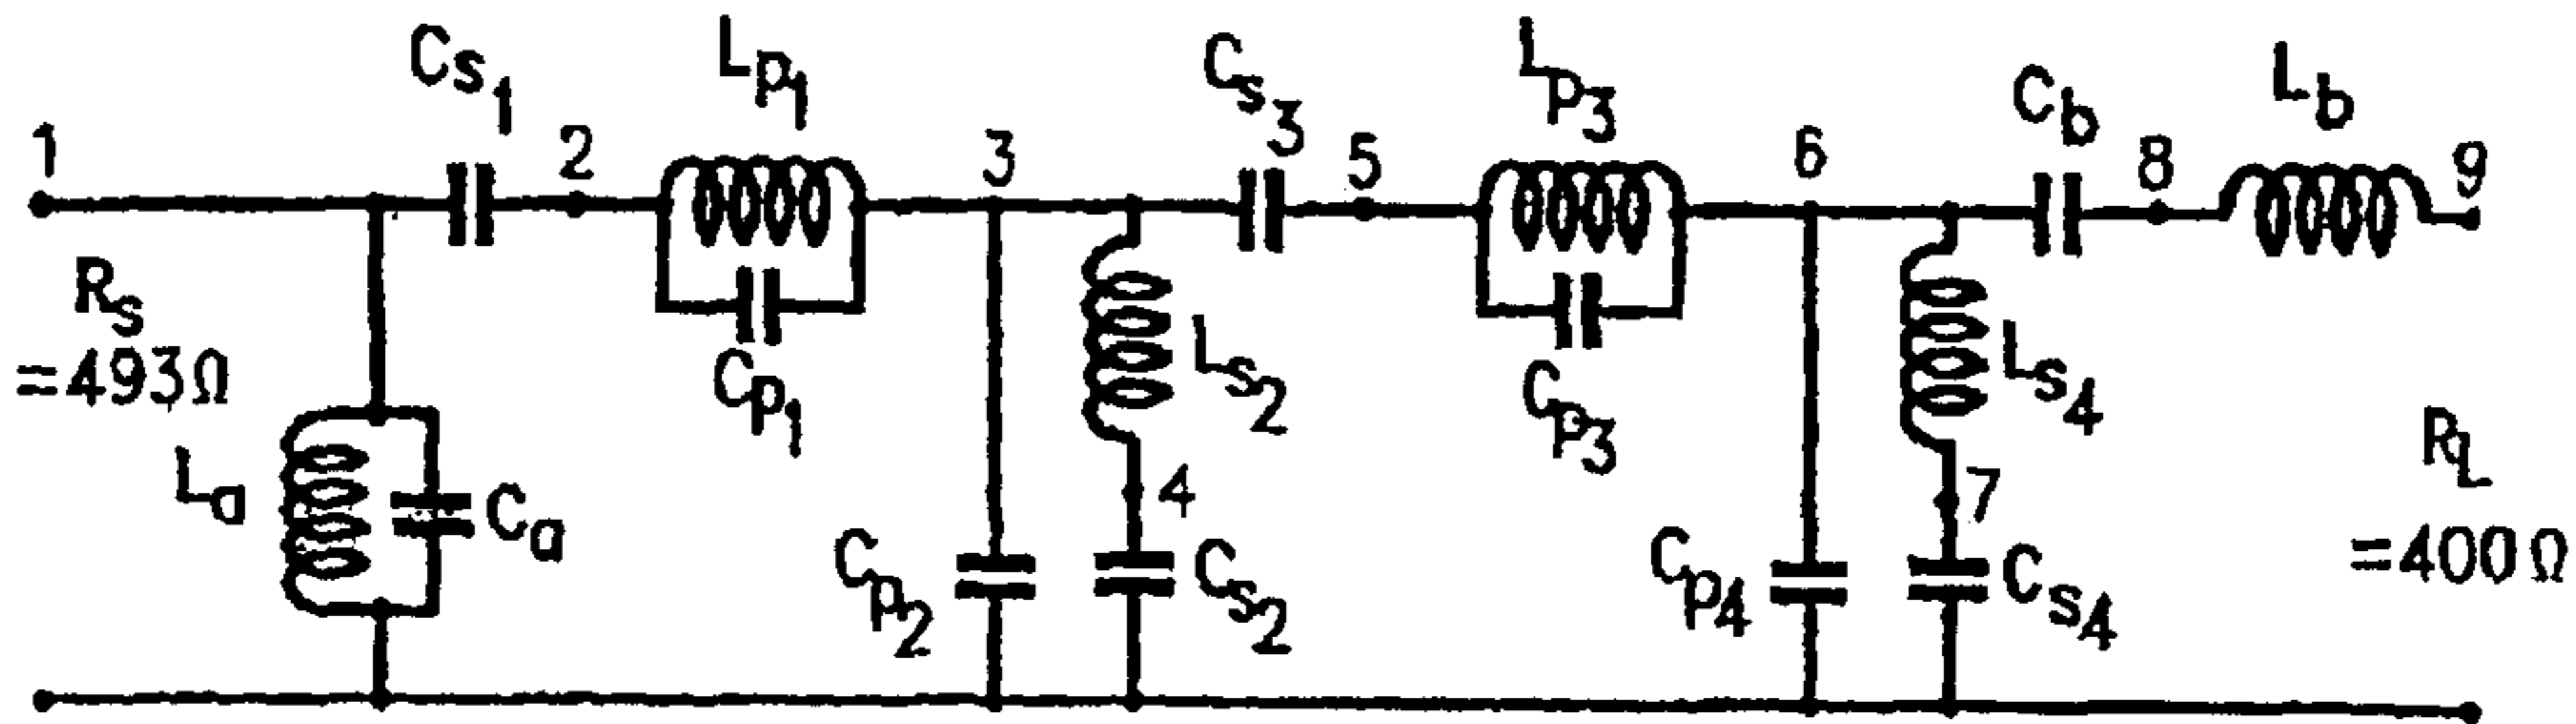 Cs1
Lp1
Cs3
Lp3
Cb
Lb
1
2
3
5
6
8
9
Rs
=493Ω
Cp1
Ls2
Cp3
Ls4
RL
=400Ω
La
Ca
4
7
Cp2
Cs2
Cp4
Cs4